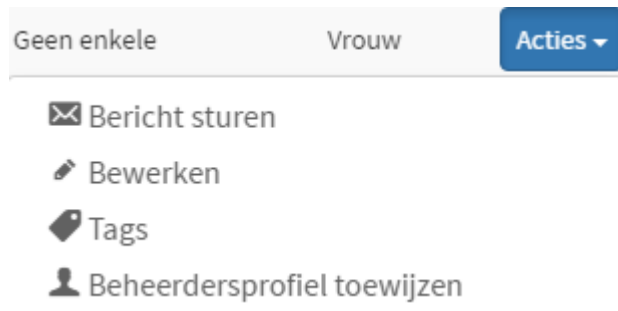 Geen enkele Vrouw Acties
Bericht sturen
Bewerken
Tags
Beheerdersprofiel toewijzen